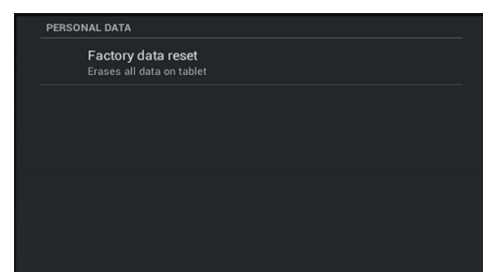 PERSONAL DATA
Factory data reset
Erases all data on tablet